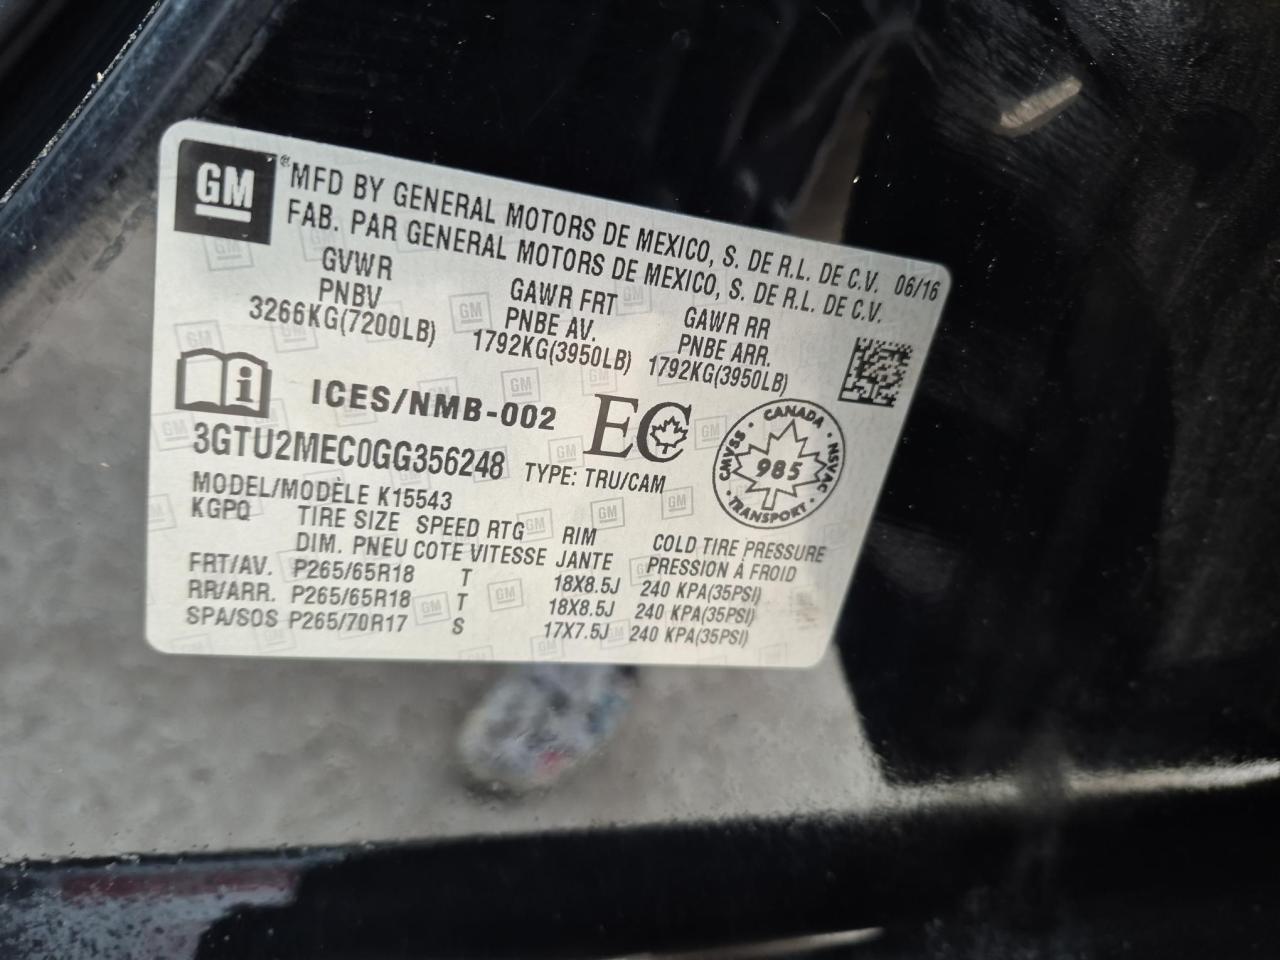 GM
®MFD BY GENERAL MOTORS DE MEXICO, S. DE R.L. DE C.V. 06/16
FAB. PAR GENERAL MOTORS DE MEXICO, S. DE R.L. DE C.V.
GVWR GAWR FRT GAWR RR
PNBV PNBE AV. PNBE ARR.
3266KG(7200LB) 1792KG(3950LB) 1792KG(3950LB)
i ICES/NMB-002 EC
CANADA · NSVAC · TRANSPORT · CMVSS ·
985
3GTU2MEC0GG356248 TYPE: TRU/CAM
MODEL/MODÈLE K15543
KGPQ TIRE SIZE SPEED RTG RIM COLD TIRE PRESSURE
DIM. PNEU COTE VITESSE JANTE PRESSION À FROID
FRT/AV. P265/65R18 T 18X8.5J 240 KPA(35PSI)
RR/ARR. P265/65R18 T 18X8.5J 240 KPA(35PSI)
SPA/SOS P265/70R17 S 17X7.5J 240 KPA(35PSI)